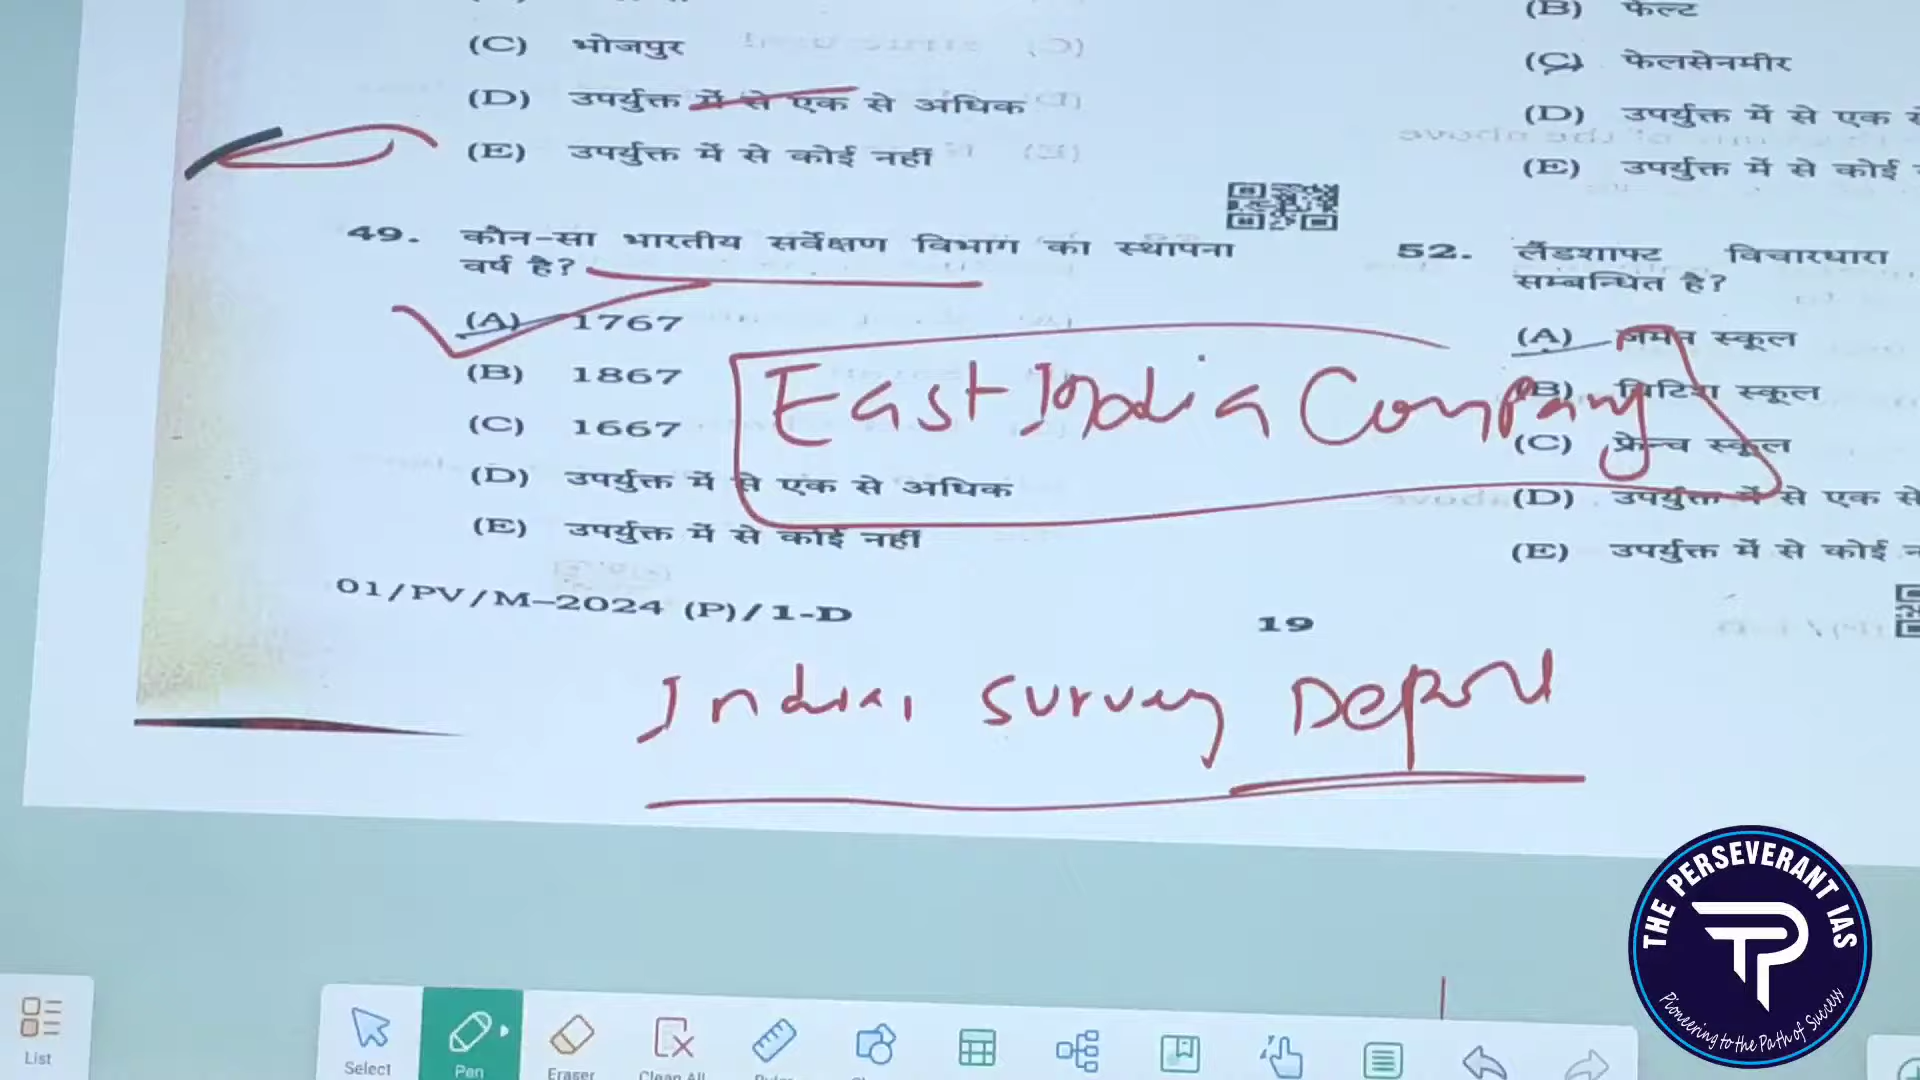 (C) भोजपुर
(D) उपर्युक्त में से एक से अधिक
(E) उपर्युक्त में से कोई नहीं
49. कौन-सा भारतीय सर्वेक्षण विभाग का स्थापना
वर्ष है?
(A) 1767
(B) 1867
(C) 1667
(D) उपर्युक्त में से एक से अधिक
(E) उपर्युक्त में से कोई नहीं
East India Company
01/PV/M-2024 (P)/1-D
19
survey
(B) फेल्ट
(C) फेलसेनमीर
(D) उपर्युक्त में से एक
(E) उपर्युक्त में से कोई
52. लैंडशाफ्ट विचारधारा
सम्बन्धित है?
(A) जर्मन स्कूल
(B) ब्रिटिश स्कूल
(C) फ्रेन्च स्कूल
(D) उपर्युक्त में से एक से
(E) उपर्युक्त में से कोई
THE PERSEVERANT IAS
Pioneering to the Path of Success
List
Select
Pen
Eraser
Clean All